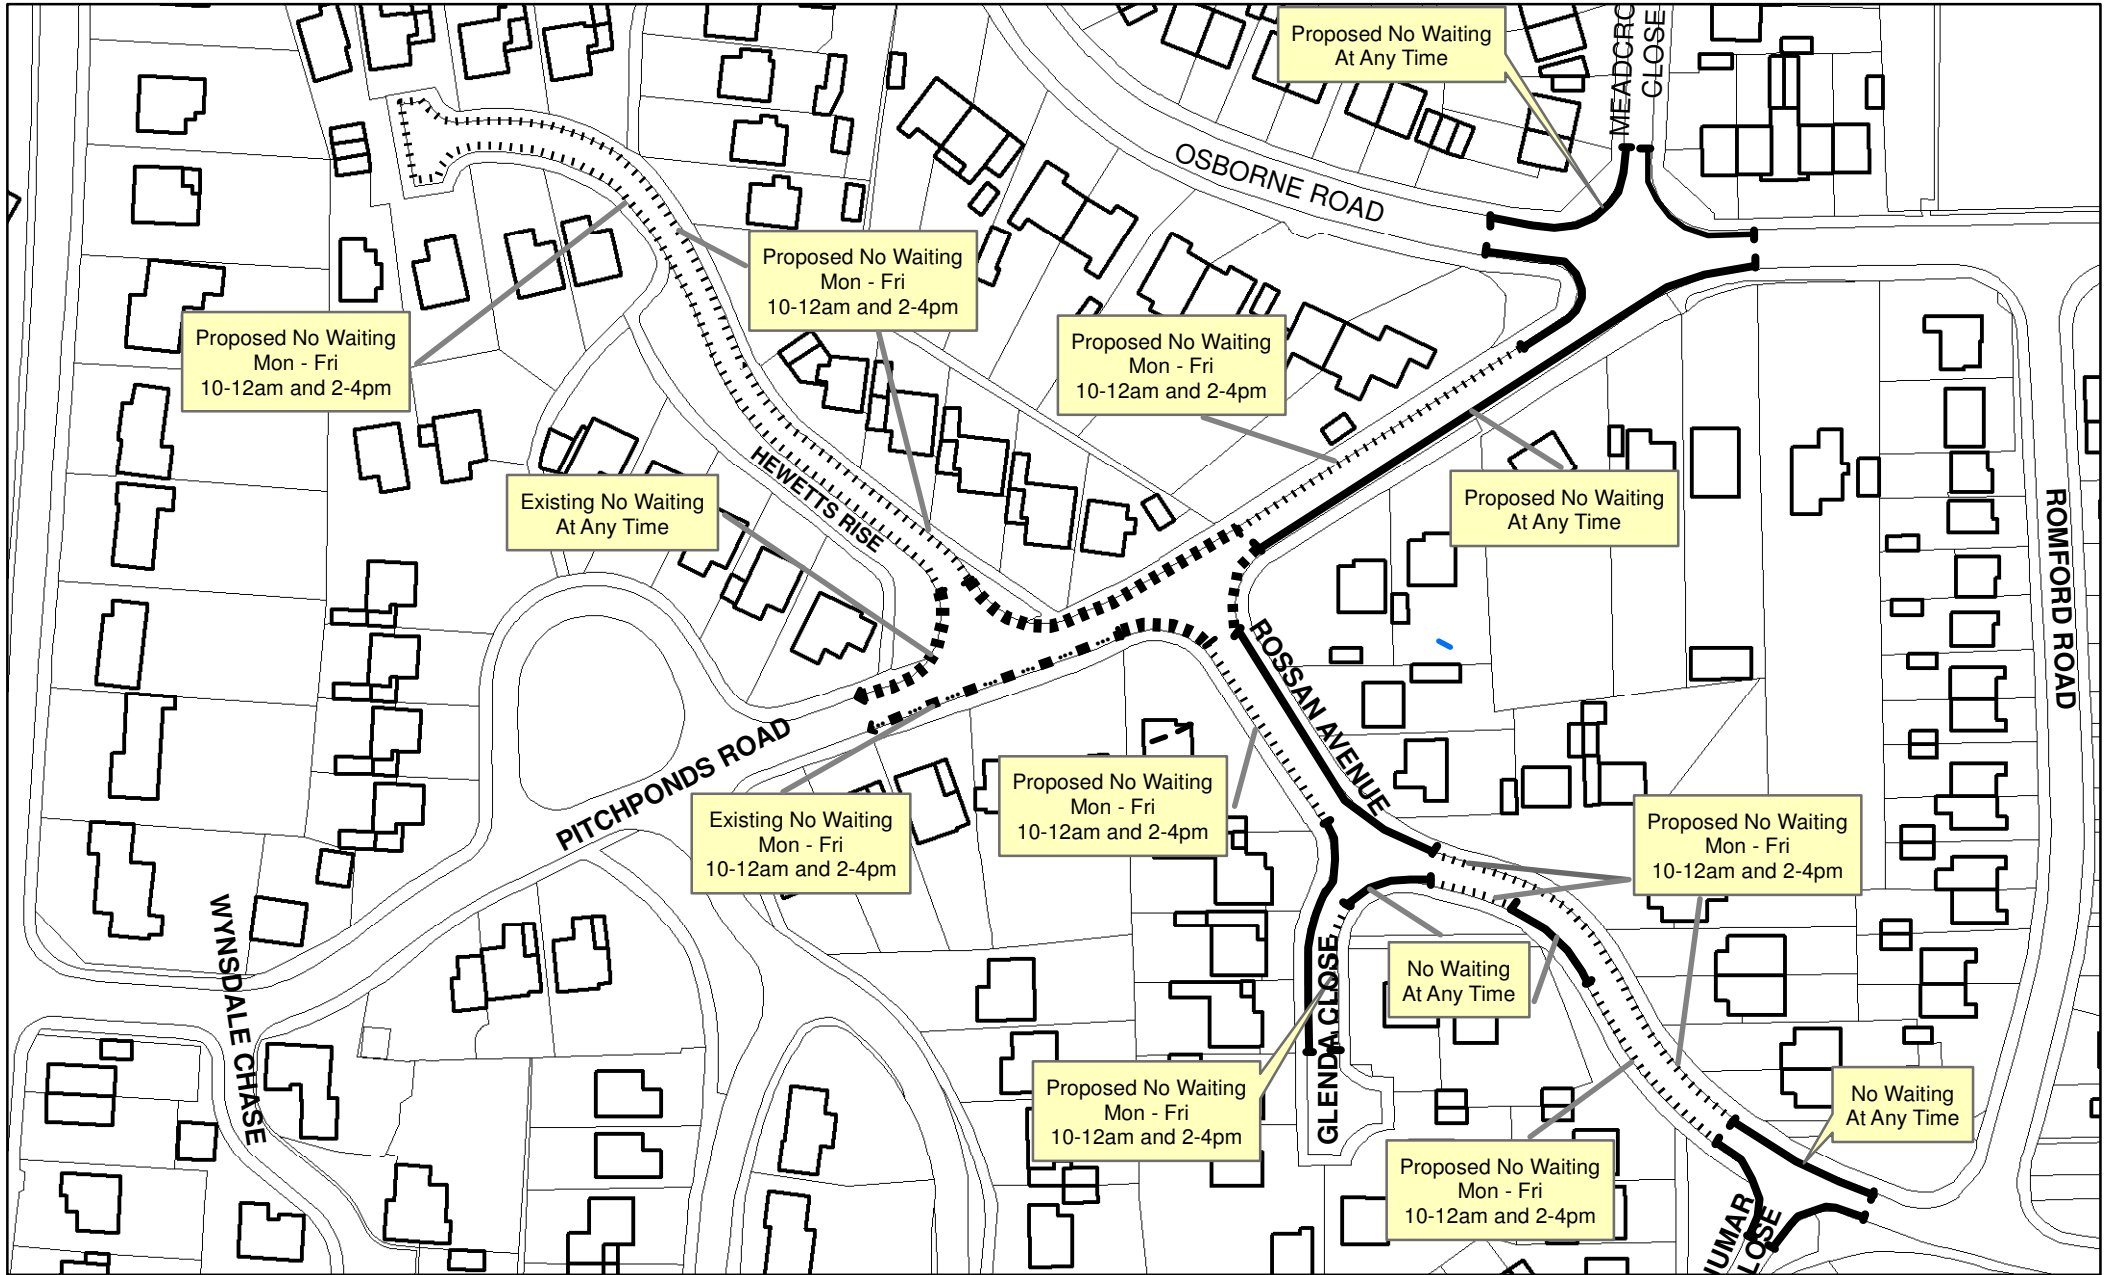 Proposed No Waiting
At Any Time
MEADCRO
CLOSE
OSBORNE ROAD
Proposed No Waiting
Mon - Fri
10-12am and 2-4pm
Proposed No Waiting
Mon - Fri
10-12am and 2-4pm
Proposed No Waiting
Mon - Fri
10-12am and 2-4pm
HEWETTS RISE
Existing No Waiting
At Any Time
Proposed No Waiting
At Any Time
ROMFORD ROAD
ROSSAN AVENUE
PITCHPONDS ROAD
Existing No Waiting
Mon - Fri
10-12am and 2-4pm
Proposed No Waiting
Mon - Fri
10-12am and 2-4pm
Proposed No Waiting
Mon - Fri
10-12am and 2-4pm
WYNSDALE CHASE
No Waiting
At Any Time
GLENDA CLOSE
Proposed No Waiting
Mon - Fri
10-12am and 2-4pm
No Waiting
At Any Time
Proposed No Waiting
Mon - Fri
10-12am and 2-4pm
NUMAR
LOSE